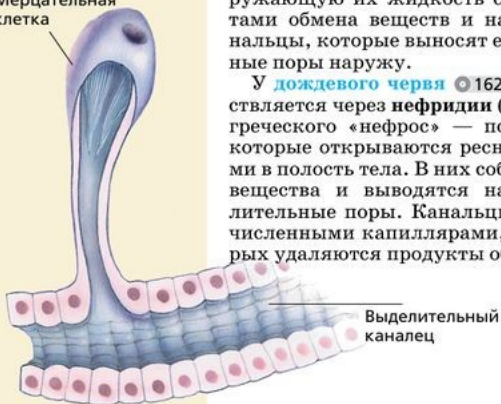 Мерцательная
клетка
ружающую их жидкость с
тами обмена веществ и на
нальцы, которые выносят е
ные поры наружу.
У дождевого червя 162
ствляется через нефридии (
греческого «нефрос» — по
которые открываются ресн
ми в полость тела. В них соб
вещества и выводятся на
лительные поры. Канальц
численными капиллярами,
рых удаляются продукты об
Выделительный
каналец